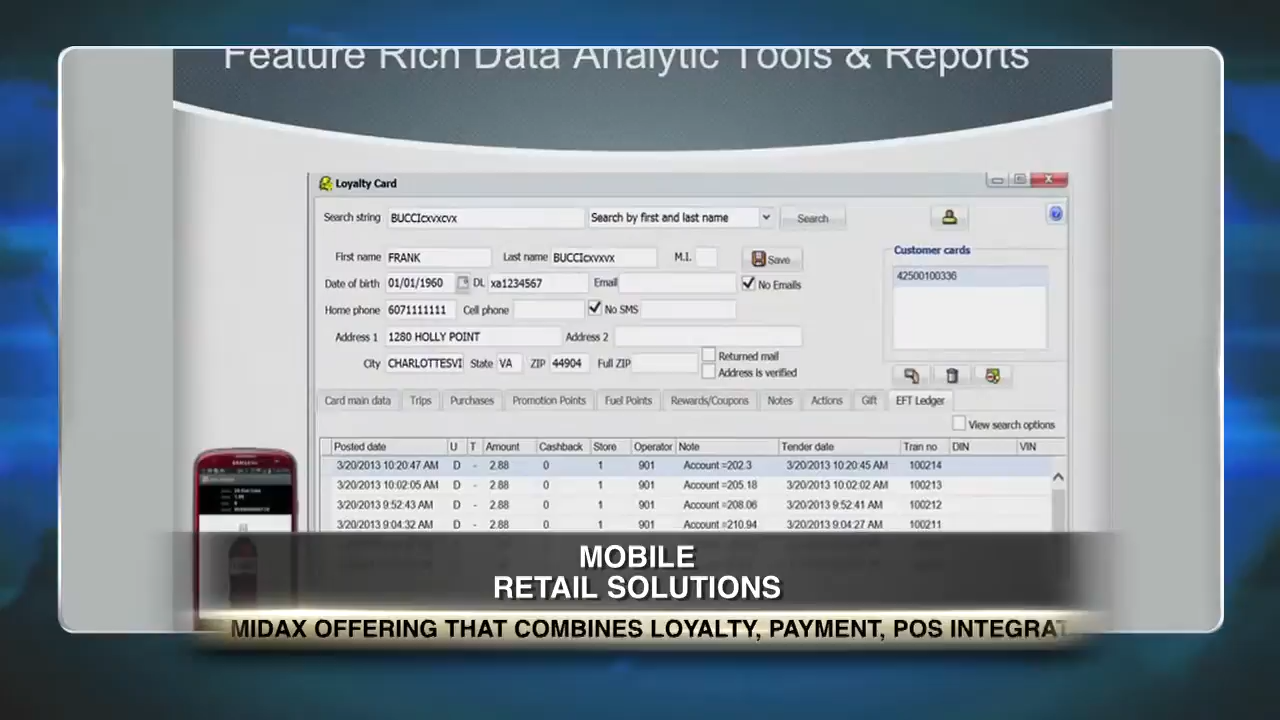 Feature Rich Data Analytic Tools & Reports
Loyalty Card
Search string BUCCIcxvxcvx Search by first and last name Search
Customer cards
First name FRANK Last name BUCCIcxvxvx M.I. Save
42500100336
Date of birth 01/01/1960 DL xa1234567 Email No Emails
Home phone 6071111111 Cell phone No SMS
Address 1 1280 HOLLY POINT Address 2
Returned mail
City CHARLOTTESVI State VA ZIP 44904 Full ZIP
Address is verified
Card main data Trips Purchases Promotion Points Fuel Points Rewards/Coupons Notes Actions Gift EFT Ledger
View search options
Posted date U T Amount Cashback Store Operator Note Tender date Tran no DIN VIN
3/20/2013 10:20:47 AM D - 2.88 0 1 901 Account =202.3 3/20/2013 10:20:45 AM 100214
3/20/2013 10:02:05 AM D - 2.88 0 1 901 Account =205.18 3/20/2013 10:02:02 AM 100213
3/20/2013 9:52:43 AM D - 2.88 0 1 901 Account =208.06 3/20/2013 9:52:41 AM 100212
3/20/2013 9:04:32 AM D - 2.88 0 1 901 Account =210.94 3/20/2013 9:04:27 AM 100211
SAMSUNG
MOBILE
RETAIL SOLUTIONS
MIDAX OFFERING THAT COMBINES LOYALTY, PAYMENT, POS INTEGRAT